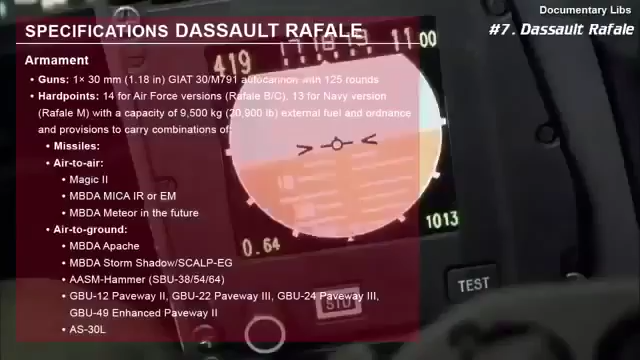 Documentary Libs
#7. Dassault Rafale
SPECIFICATIONS DASSAULT RAFALE
Armament
• Guns: 1× 30 mm (1.18 in) GIAT 30/M791 autocannon with 125 rounds
• Hardpoints: 14 for Air Force versions (Rafale B/C), 13 for Navy version
(Rafale M) with a capacity of 9,500 kg (20,900 lb) external fuel and ordnance
and provisions to carry combinations of:
• Missiles:
• Air-to-air:
• Magic II
• MBDA MICA IR or EM
• MBDA Meteor in the future
• Air-to-ground:
• MBDA Apache
• MBDA Storm Shadow/SCALP-EG
• AASM-Hammer (SBU-38/54/64)
• GBU-12 Paveway II, GBU-22 Paveway III, GBU-24 Paveway III,
GBU-49 Enhanced Paveway II
• AS-30L
419
11 00
0.64
1013
STD
TEST